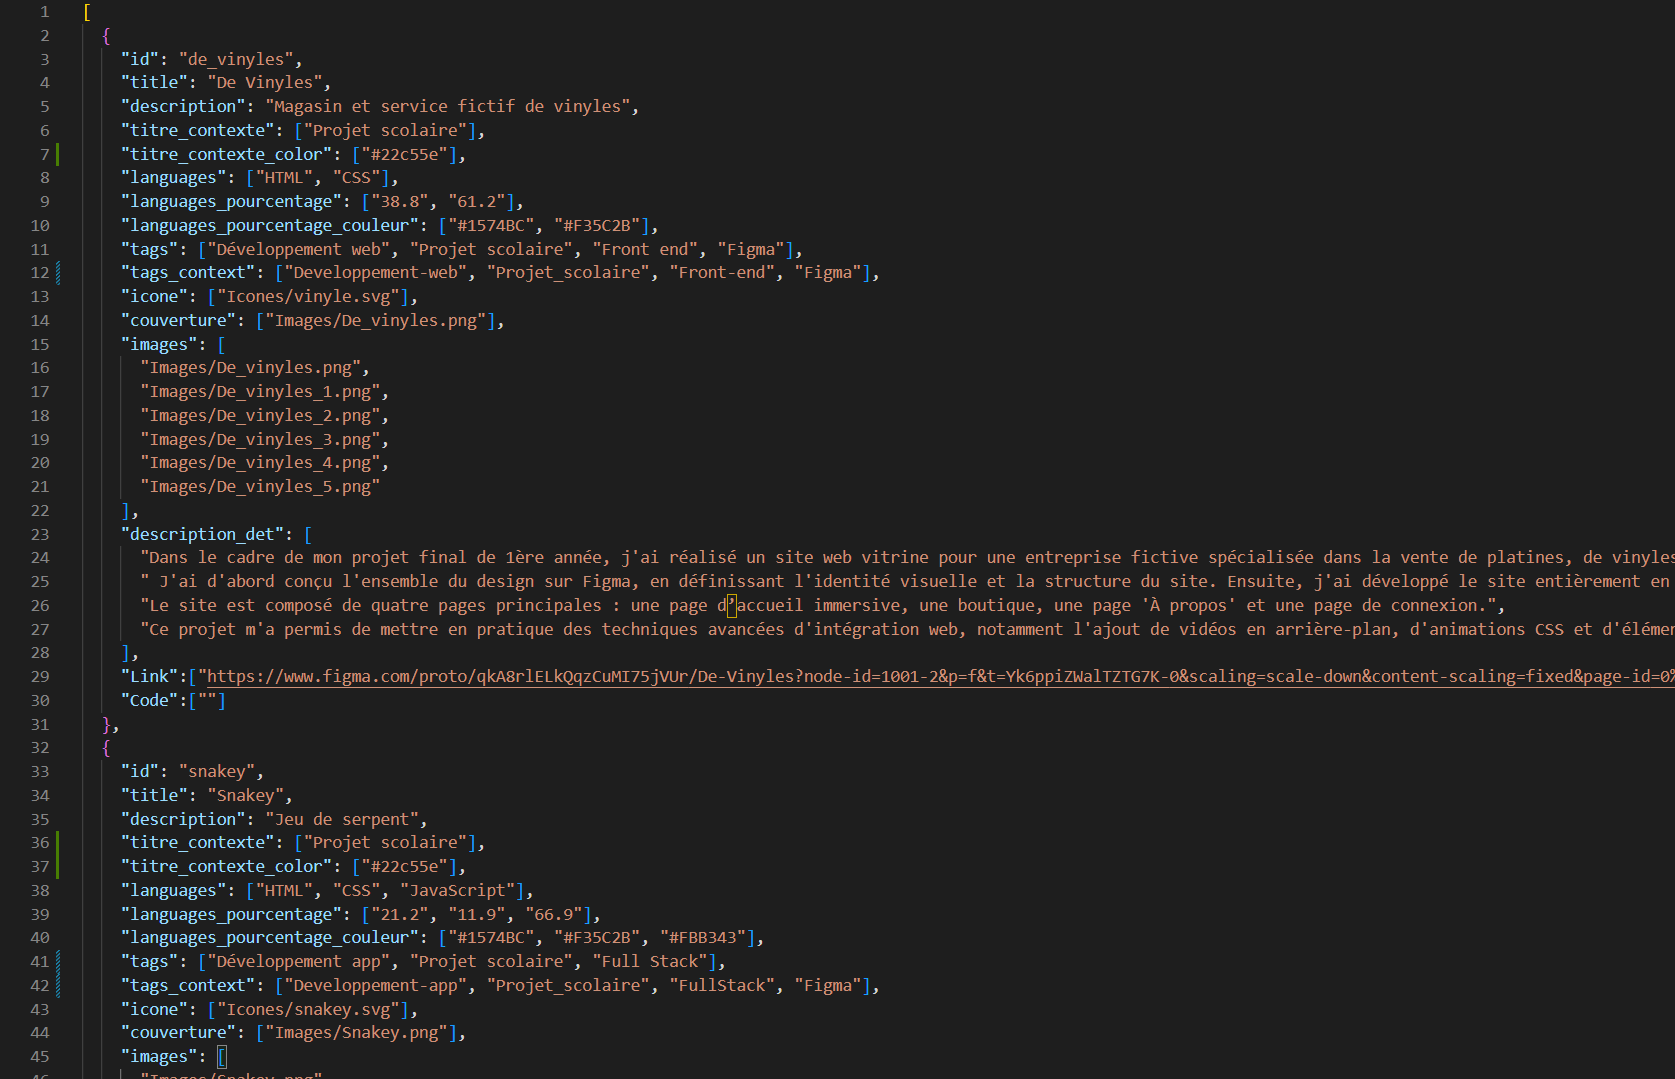 1 [
2 {
3 "id": "de_vinyles",
4 "title": "De Vinyles",
5 "description": "Magasin et service fictif de vinyles",
6 "titre_contexte": ["Projet scolaire"],
7 "titre_contexte_color": ["#22c55e"],
8 "languages": ["HTML", "CSS"],
9 "languages_pourcentage": ["38.8", "61.2"],
10 "languages_pourcentage_couleur": ["#1574BC", "#F35C2B"],
11 "tags": ["Développement web", "Projet scolaire", "Front end", "Figma"],
12 "tags_context": ["Developpement-web", "Projet_scolaire", "Front-end", "Figma"],
13 "icone": ["Icones/vinyle.svg"],
14 "couverture": ["Images/De_vinyles.png"],
15 "images": [
16 "Images/De_vinyles.png",
17 "Images/De_vinyles_1.png",
18 "Images/De_vinyles_2.png",
19 "Images/De_vinyles_3.png",
20 "Images/De_vinyles_4.png",
21 "Images/De_vinyles_5.png"
22 ],
23 "description_det": [
24 "Dans le cadre de mon projet final de 1ère année, j'ai réalisé un site web vitrine pour une entreprise fictive spécialisée dans la vente de platines, de vinyles
25 " J'ai d'abord conçu l'ensemble du design sur Figma, en définissant l'identité visuelle et la structure du site. Ensuite, j'ai développé le site entièrement en
26 "Le site est composé de quatre pages principales : une page d’accueil immersive, une boutique, une page 'À propos' et une page de connexion.",
27 "Ce projet m'a permis de mettre en pratique des techniques avancées d'intégration web, notamment l'ajout de vidéos en arrière-plan, d'animations CSS et d'élémen
28 ],
29 "Link":["https://www.figma.com/proto/qkA8rlELkQqzCuMI75jVUr/De-Vinyles?node-id=1001-2&p=f&t=Yk6ppiZWalTZTG7K-0&scaling=scale-down&content-scaling=fixed&page-id=0%
30 "Code":[""]
31 },
32 {
33 "id": "snakey",
34 "title": "Snakey",
35 "description": "Jeu de serpent",
36 "titre_contexte": ["Projet scolaire"],
37 "titre_contexte_color": ["#22c55e"],
38 "languages": ["HTML", "CSS", "JavaScript"],
39 "languages_pourcentage": ["21.2", "11.9", "66.9"],
40 "languages_pourcentage_couleur": ["#1574BC", "#F35C2B", "#FBB343"],
41 "tags": ["Développement app", "Projet scolaire", "Full Stack"],
42 "tags_context": ["Developpement-app", "Projet_scolaire", "FullStack", "Figma"],
43 "icone": ["Icones/snakey.svg"],
44 "couverture": ["Images/Snakey.png"],
45 "images": [
46 "Images/Snakey.png"